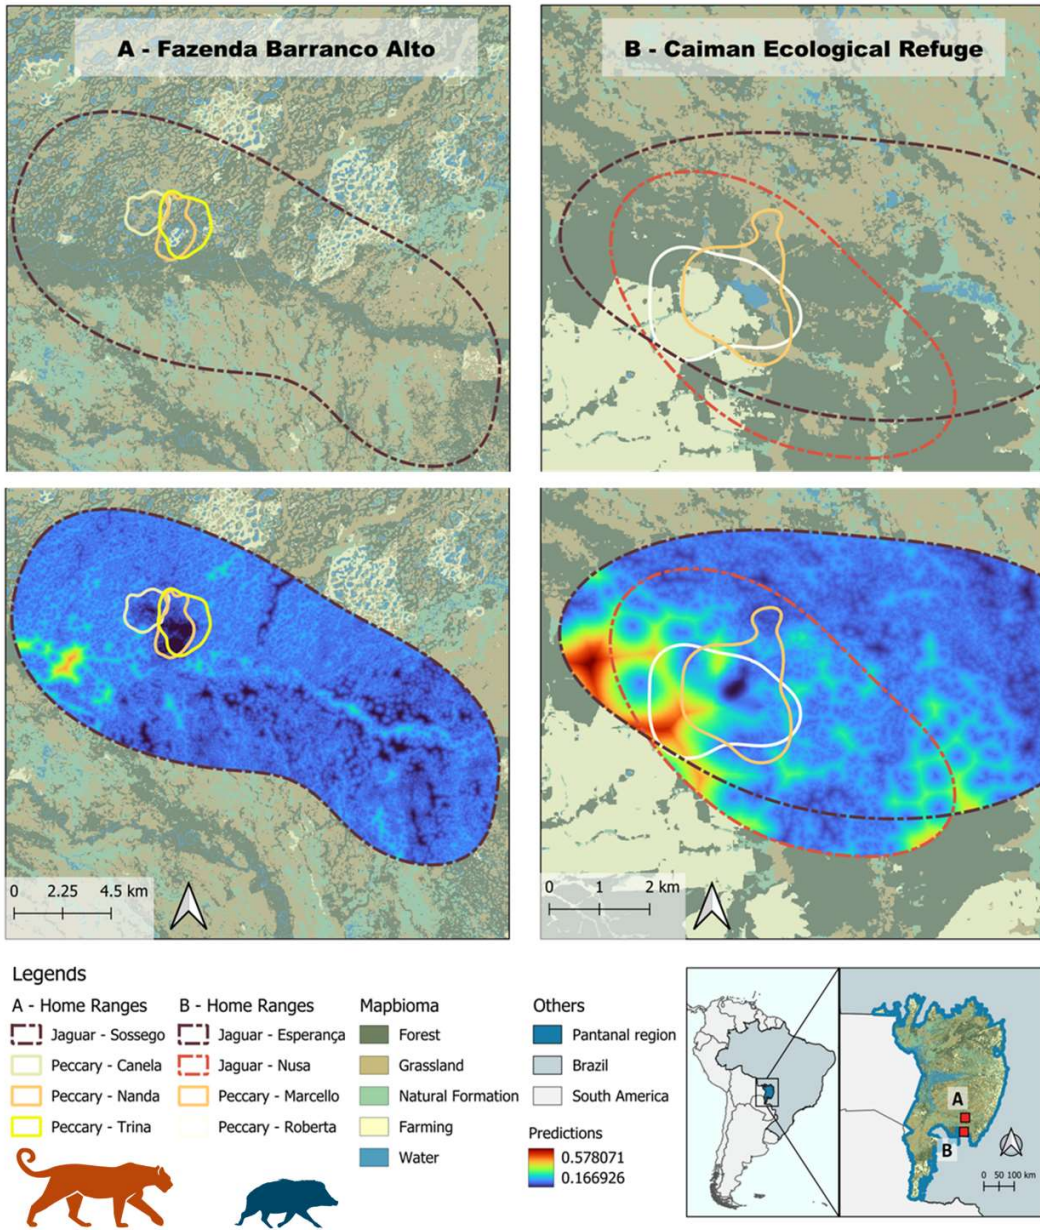 A - Fazenda Barranco Alto
B - Caiman Ecological Refuge
0 2.25 4.5 km
0 1 2 km
Legends
A - Home Ranges
Jaguar - Sossego
Peccary - Canela
Peccary - Nanda
Peccary - Trina
B - Home Ranges
Jaguar - Esperança
Jaguar - Nusa
Peccary - Marcello
Peccary - Roberta
Mapbioma
Forest
Grassland
Natural Formation
Farming
Water
Others
Pantanal region
Brazil
South America
Predictions
0.578071
0.166926
A
B
0 50 100 km